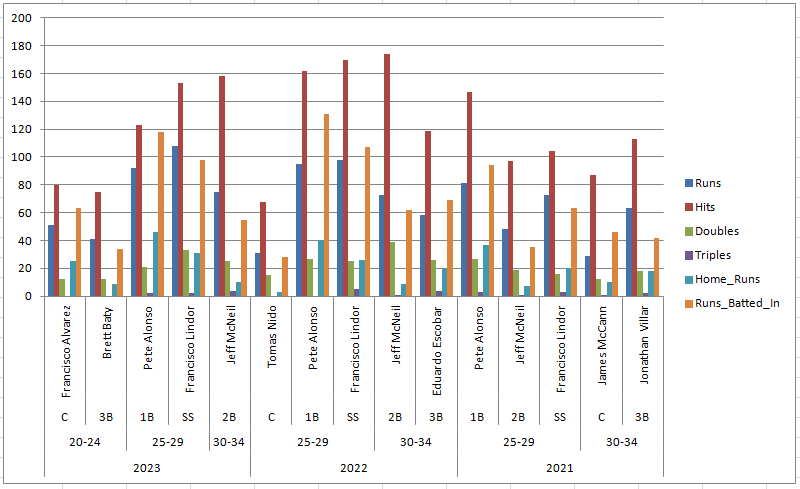 200
180
160
140
120
100
80
60
40
20
0
Runs
Hits
Doubles
Triples
Home_Runs
Runs_Batted_In
Francisco Alvarez
Brett Baty
Pete Alonso
Francisco Lindor
Jeff McNeil
Tomas Nido
Pete Alonso
Francisco Lindor
Jeff McNeil
Eduardo Escobar
Pete Alonso
Jeff McNeil
Francisco Lindor
James McCann
Jonathan Villar
C 3B 1B SS 2B C 1B SS 2B 3B 1B 2B SS C 3B
20-24 25-29 30-34 25-29 30-34 25-29 30-34
2023 2022 2021